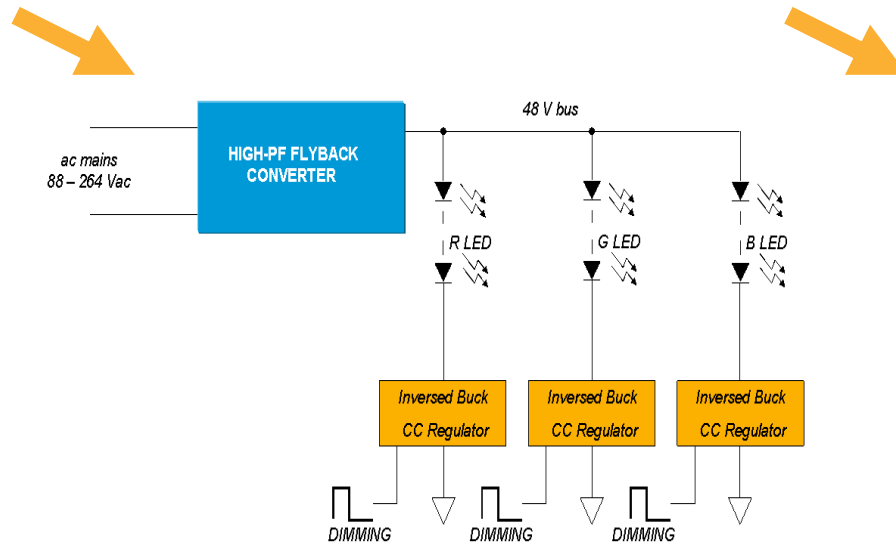 48 V bus
HIGH-PF FLYBACK
CONVERTER
ac mains
88 – 264 Vac
R LED
G LED
B LED
Inversed Buck
CC Regulator
Inversed Buck
CC Regulator
Inversed Buck
CC Regulator
DIMMING
DIMMING
DIMMING